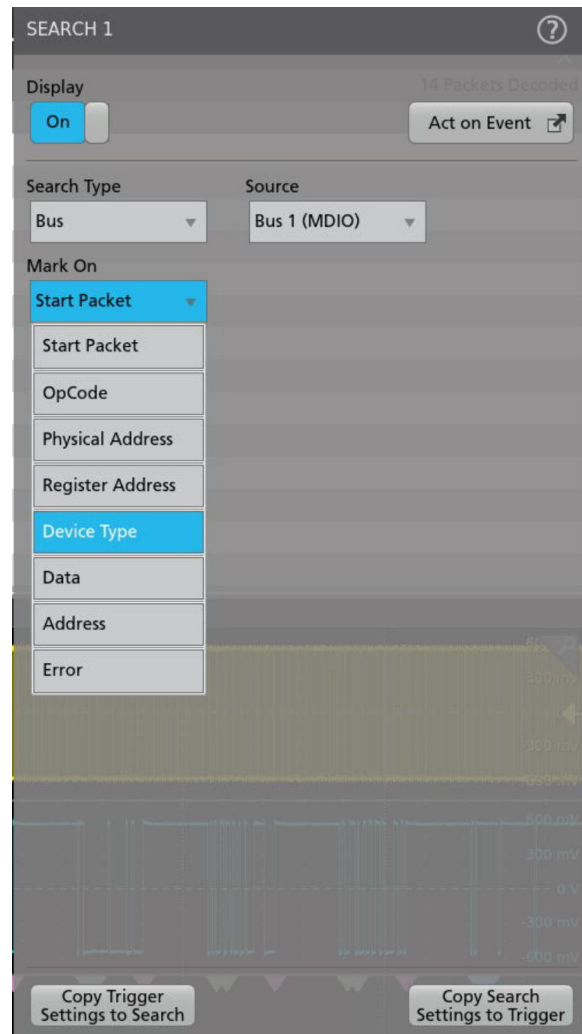 SEARCH 1
?
14 Packets Decoded
Display
On
Act on Event
Search Type
Source
Bus
Bus 1 (MDIO)
Mark On
Start Packet
Start Packet
OpCode
Physical Address
Register Address
Device Type
Data
Address
Error
300 mV
-300 mV
600 mV
300 mV
0 V
-300 mV
-600 mV
Copy Trigger
Settings to Search
Copy Search
Settings to Trigger